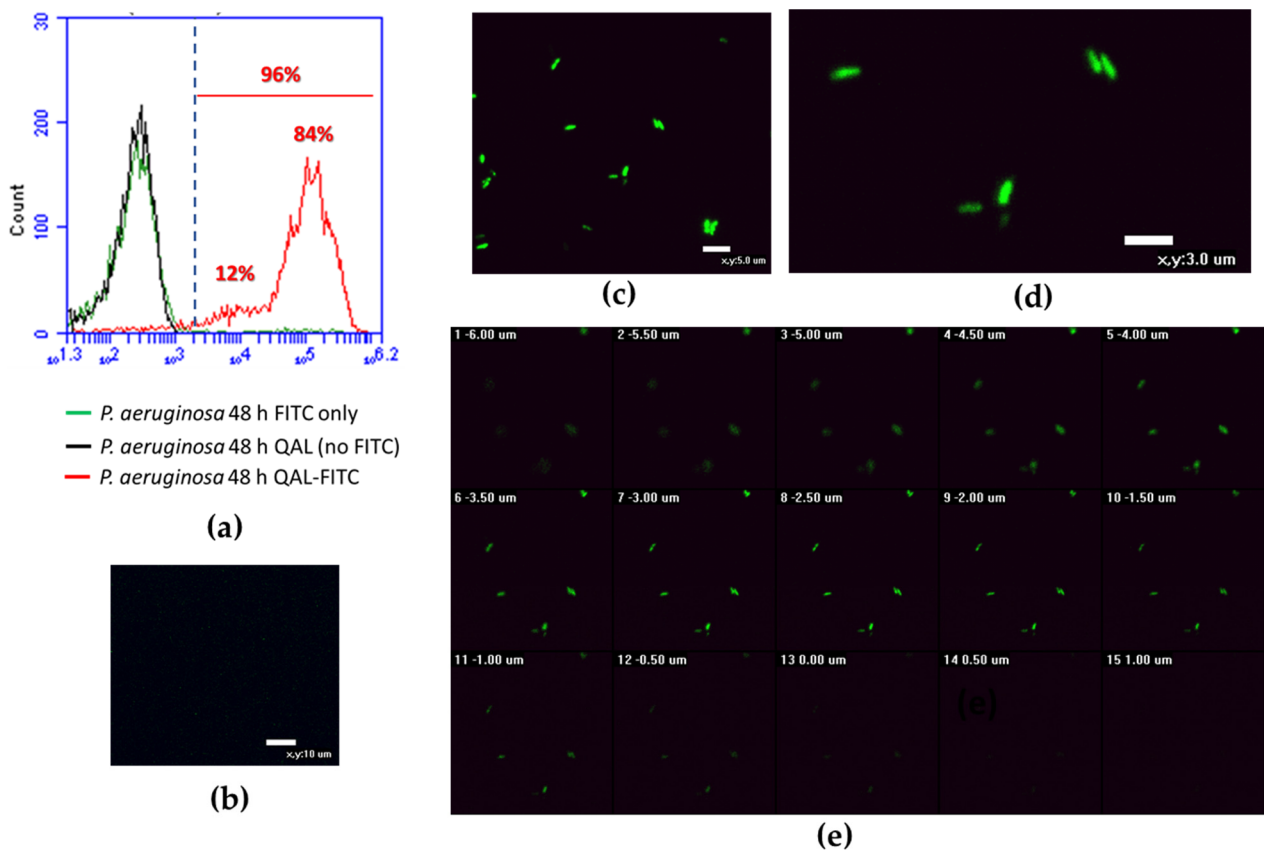 30
200
100
0
Count
96%
84%
12%
10^1.3 10^2 10^3 10^4 10^5 10^6.2
P. aeruginosa 48 h FITC only
P. aeruginosa 48 h QAL (no FITC)
P. aeruginosa 48 h QAL-FITC
(a)
x,y:10 um
(b)
x,y:5.0 um
(c)
x,y:3.0 um
(d)
1 -6.00 um 2 -5.50 um 3 -5.00 um 4 -4.50 um 5 -4.00 um
6 -3.50 um 7 -3.00 um 8 -2.50 um 9 -2.00 um 10 -1.50 um
11 -1.00 um 12 -0.50 um 13 0.00 um 14 0.50 um 15 1.00 um
(e)
(e)